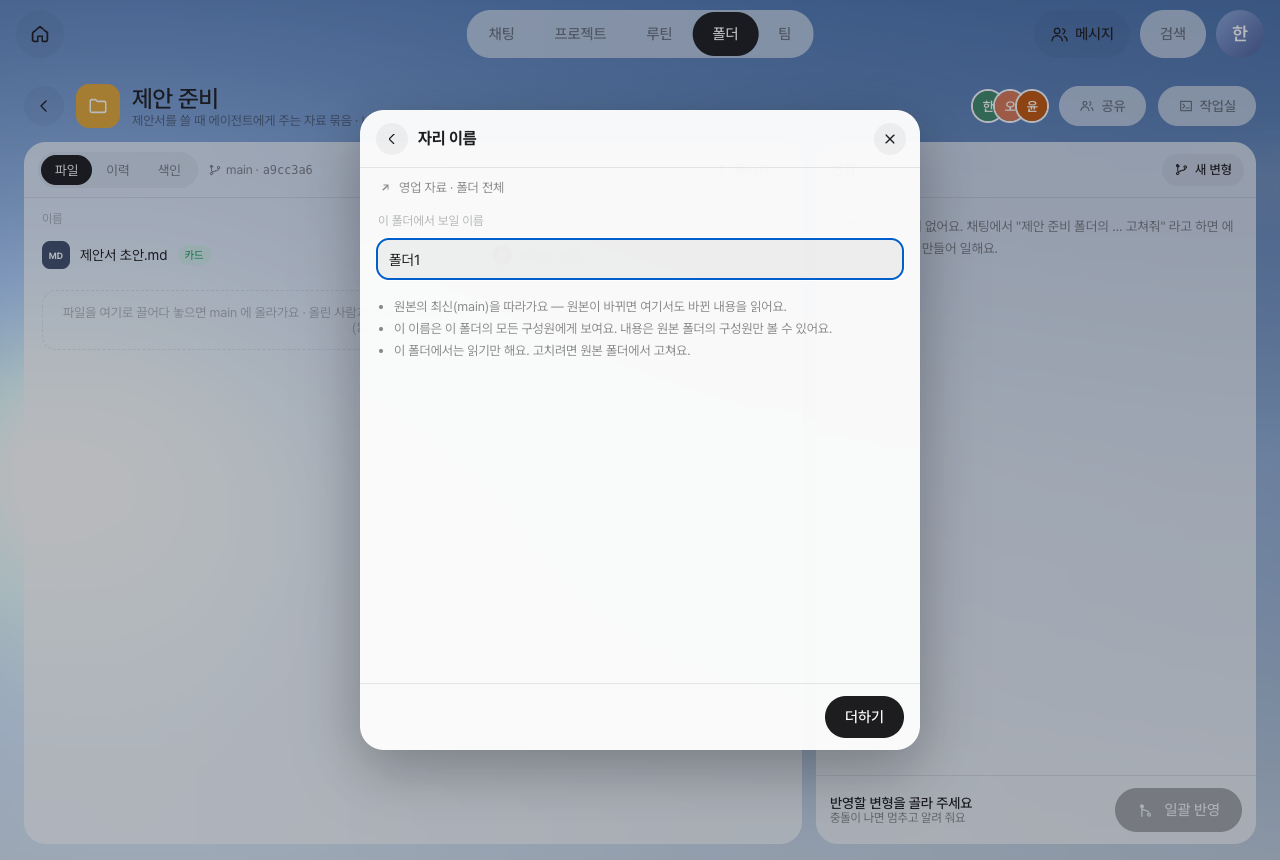 채팅 프로젝트 루틴 폴더 팀
메시지 검색 한
제안 준비
제안서를 쓸 때 에이전트에게 주는 자료 묶음 ·
한 오 윤 공유 작업실
파일 이력 색인 main · a9cc3a6
새 변형
이름
MD 제안서 초안.md 카드
파일을 여기로 끌어다 놓으면 main 에 올라가요 · 올린 사람
자리 이름
영업 자료 · 폴더 전체
이 폴더에서 보일 이름
폴더1
원본의 최신(main)을 따라가요 — 원본이 바뀌면 여기서도 바뀐 내용을 읽어요.
이 이름은 이 폴더의 모든 구성원에게 보여요. 내용은 원본 폴더의 구성원만 볼 수 있어요.
이 폴더에서는 읽기만 해요. 고치려면 원본 폴더에서 고쳐요.
더하기
없어요. 채팅에서 "제안 준비 폴더의 ... 고쳐줘" 라고 하면 에
만들어 일해요.
반영할 변형을 골라 주세요
충돌이 나면 멈추고 알려 줘요
일괄 반영